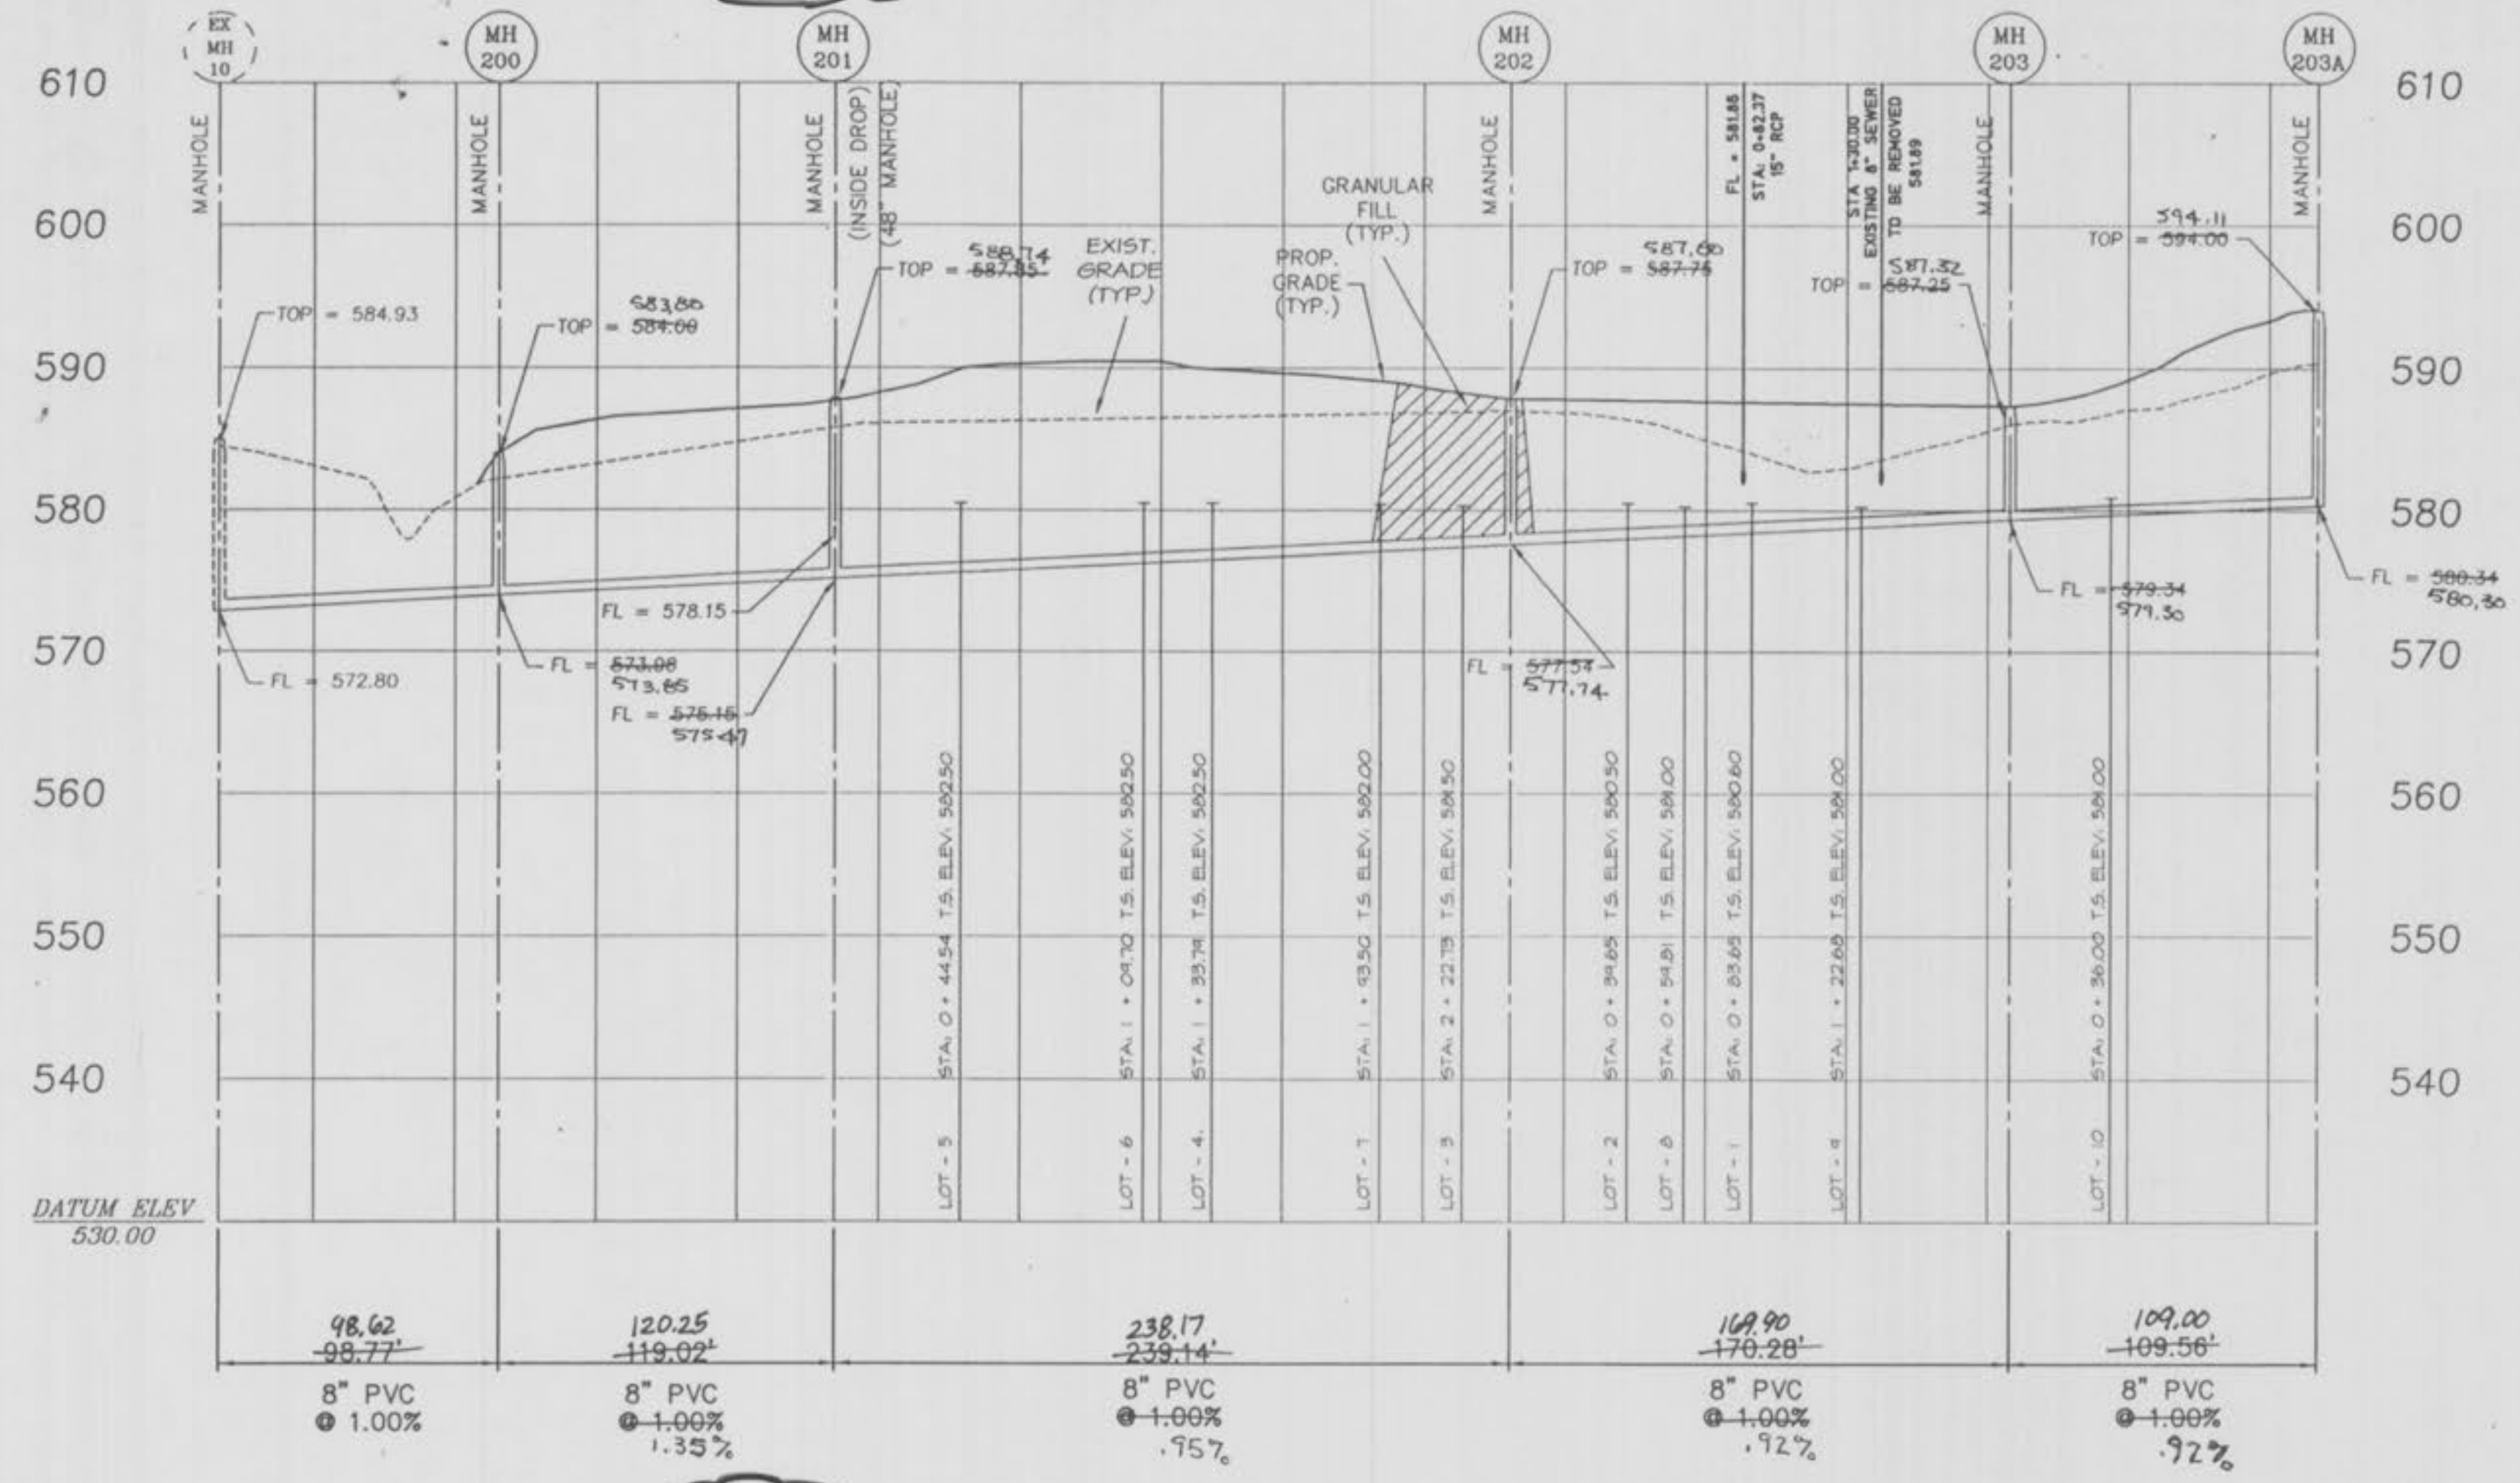 EX
MH
10
MH
200
MH
201
MH
202
MH
203
MH
203A
610
610
600
600
590
590
580
580
570
570
560
560
550
550
540
540
DATUM ELEV
530.00
MANHOLE
MANHOLE
MANHOLE
(INSIDE DROP)
(48" MANHOLE)
MANHOLE
FL = 581.85
STA: 0+82.37
15" RCP
STA 1+30.00
EXISTING 8" SEWER
TO BE REMOVED
581.89
MANHOLE
MANHOLE
TOP = 584.93
583.80
TOP = 584.00
588.74
TOP = 587.85
EXIST.
GRADE
(TYP.)
GRANULAR
FILL
(TYP.)
PROP.
GRADE
(TYP.)
587.80
TOP = 587.75
587.32
TOP = 587.25
594.11
TOP = 594.00
FL = 572.80
FL = 573.98
573.85
FL = 578.15
FL = 575.15
575.47
FL = 577.54
577.74
FL = 579.34
579.30
FL = 580.34
580.30
LOT - 5 STA: 0 + 44.54 T.S. ELEV: 582.50
LOT - 6 STA: 1 + 09.70 T.S. ELEV: 582.50
LOT - 4. STA: 1 + 33.74 T.S. ELEV: 582.50
LOT - 7 STA: 1 + 93.50 T.S. ELEV: 582.00
LOT - 3 STA: 2 + 22.73 T.S. ELEV: 581.50
LOT - 2 STA: 0 + 39.65 T.S. ELEV: 580.50
LOT - 8 STA: 0 + 59.81 T.S. ELEV: 581.00
LOT - 1 STA: 0 + 83.65 T.S. ELEV: 580.80
LOT - 9 STA: 1 + 22.68 T.S. ELEV: 581.00
LOT - 10 STA: 0 + 36.00 T.S. ELEV: 581.00
98.62
98.77'
8" PVC
@ 1.00%
120.25
119.02'
8" PVC
@ 1.00%
1.35%
238.17
239.14'
8" PVC
@ 1.00%
.95%
169.90
170.28'
8" PVC
@ 1.00%
.92%
109.00
109.56'
8" PVC
@ 1.00%
.92%